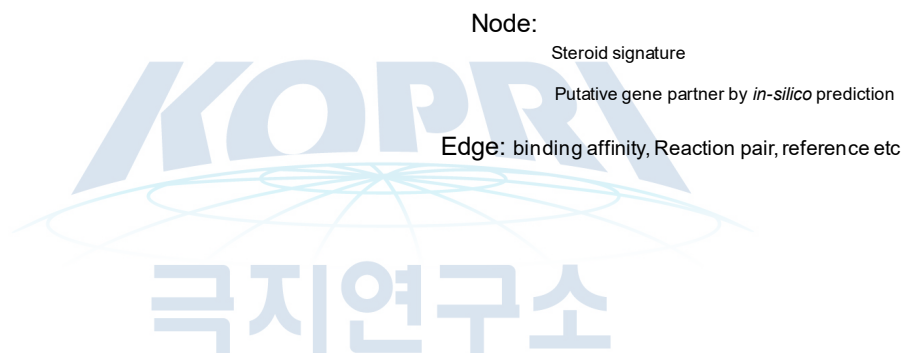 Node:
Steroid signature
Putative gene partner by in-silico prediction
KOPRI
Edge: binding affinity, Reaction pair, reference etc
극지연구소